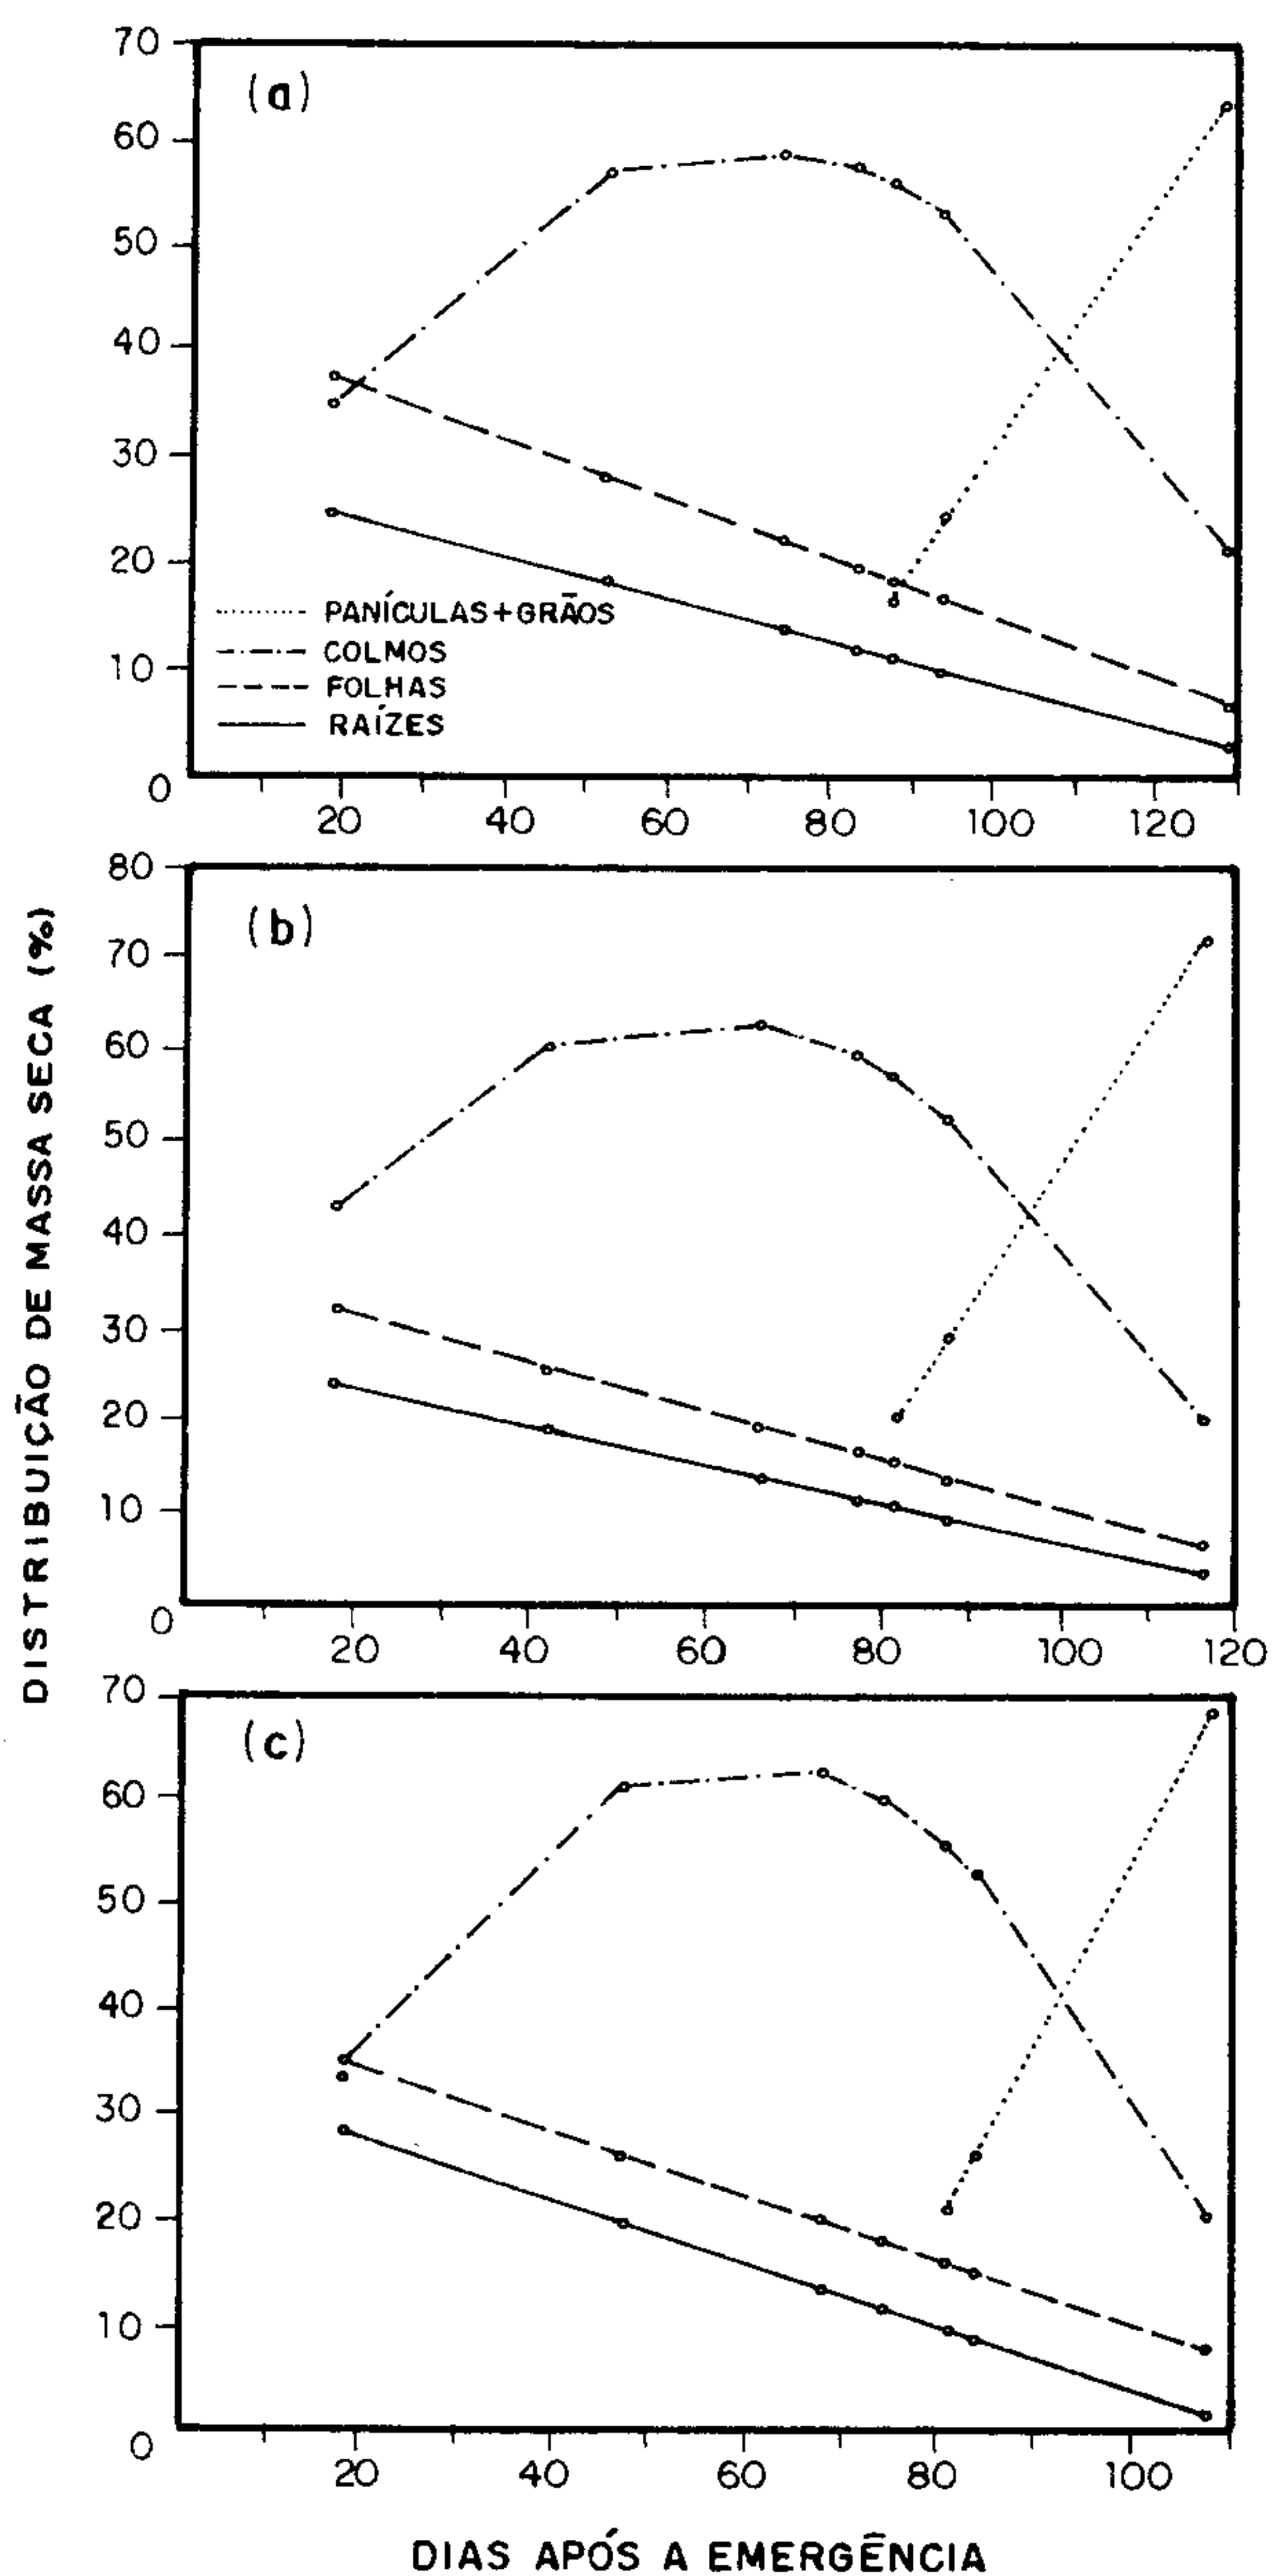 DISTRIBUIÇÃO DE MASSA SECA (%)
(a)
70
60
50
40
30
20
10
0
PANÍCULAS+GRÃOS
COLMOS
FOLHAS
RAÍZES
20 40 60 80 100 120
(b)
80
70
60
50
40
30
20
10
0
20 40 60 80 100 120
(c)
70
60
50
40
30
20
10
0
20 40 60 80 100
DIAS APÓS A EMERGÊNCIA